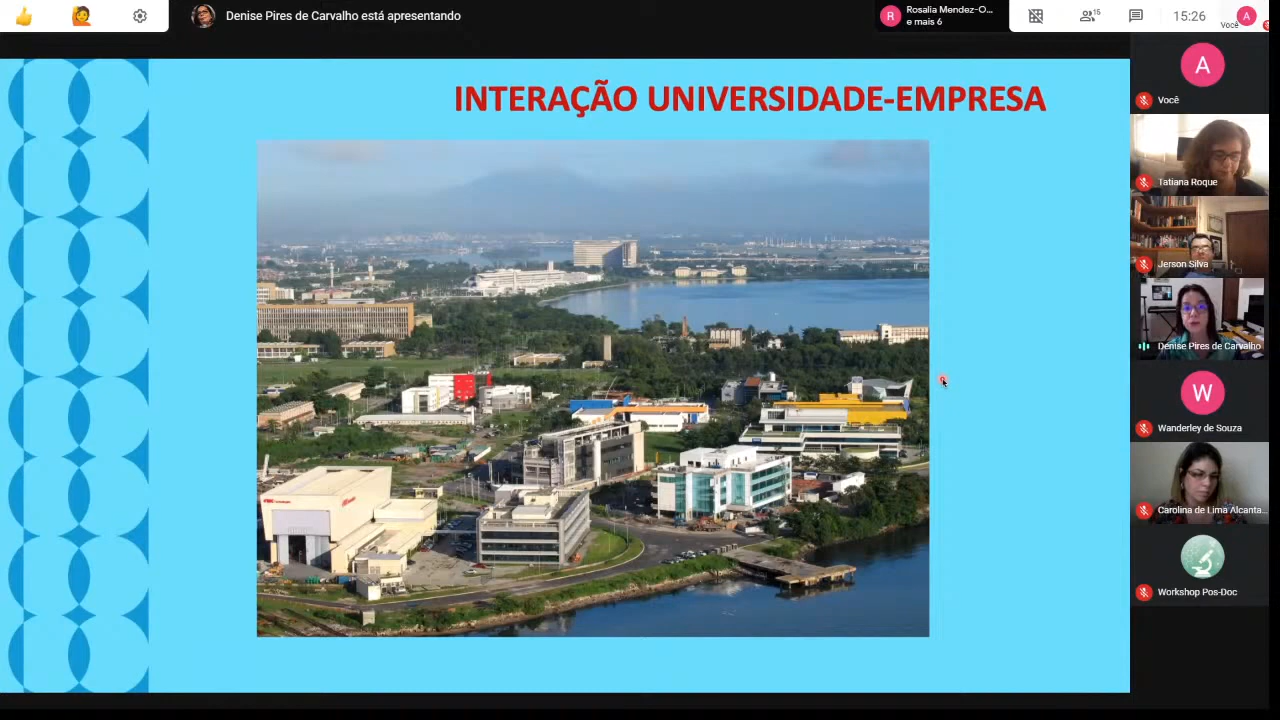 Denise Pires de Carvalho está apresentando
R
Rosalia Mendez-O...
e mais 6
15
15:26
A
Você
INTERAÇÃO UNIVERSIDADE-EMPRESA
A
Você
Tatiana Roque
Jerson Silva
Denise Pires de Carvalho
W
Wanderley de Souza
Carolina de Lima Alcanta...
Workshop Pos-Doc